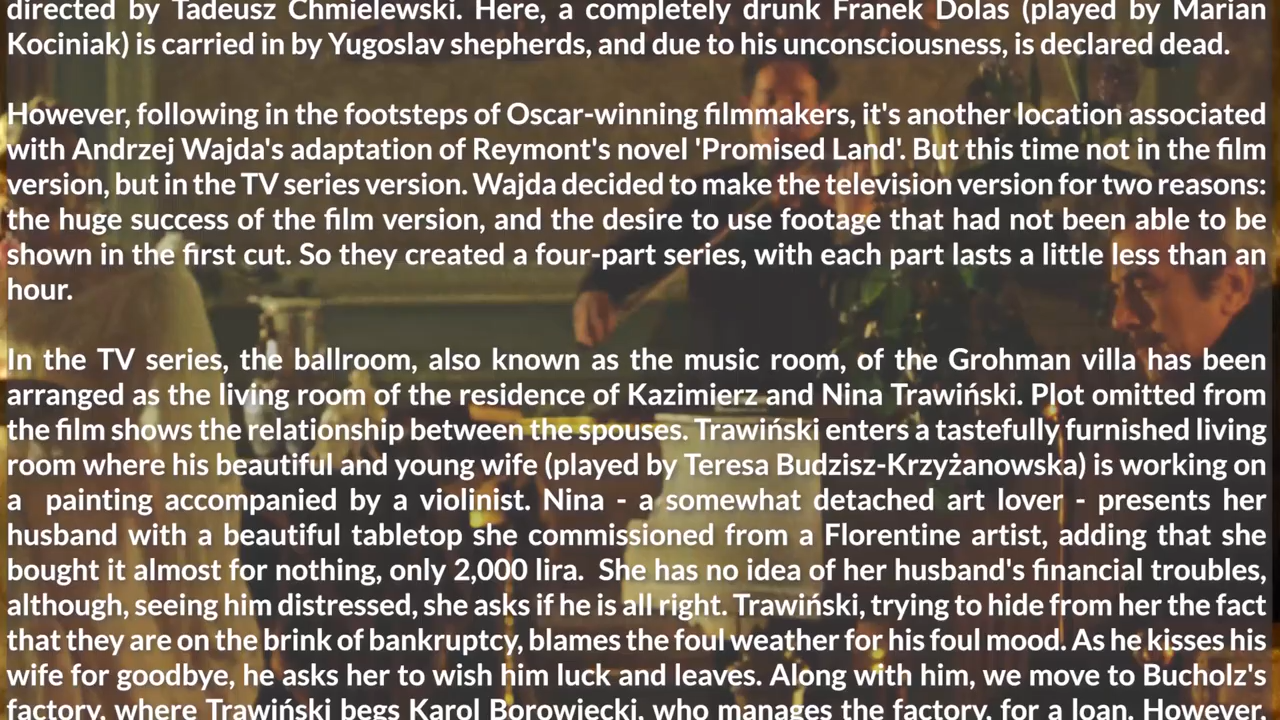 directed by Tadeusz Chmielewski. Here, a completely drunk Franek Dolas (played by Marian
Kociniak) is carried in by Yugoslav shepherds, and due to his unconsciousness, is declared dead.
However, following in the footsteps of Oscar-winning filmmakers, it's another location associated
with Andrzej Wajda's adaptation of Reymont's novel 'Promised Land'. But this time not in the film
version, but in the TV series version. Wajda decided to make the television version for two reasons:
the huge success of the film version, and the desire to use footage that had not been able to be
shown in the first cut. So they created a four-part series, with each part lasts a little less than an
hour.
In the TV series, the ballroom, also known as the music room, of the Grohman villa has been
arranged as the living room of the residence of Kazimierz and Nina Trawiński. Plot omitted from
the film shows the relationship between the spouses. Trawiński enters a tastefully furnished living
room where his beautiful and young wife (played by Teresa Budzisz-Krzyżanowska) is working on
a  painting accompanied by a violinist. Nina - a somewhat detached art lover - presents her
husband with a beautiful tabletop she commissioned from a Florentine artist, adding that she
bought it almost for nothing, only 2,000 lira.  She has no idea of her husband's financial troubles,
although, seeing him distressed, she asks if he is all right. Trawiński, trying to hide from her the fact
that they are on the brink of bankruptcy, blames the foul weather for his foul mood. As he kisses his
wife for goodbye, he asks her to wish him luck and leaves. Along with him, we move to Bucholz's
factory, where Trawiński begs Karol Borowiecki, who manages the factory, for a loan. However,